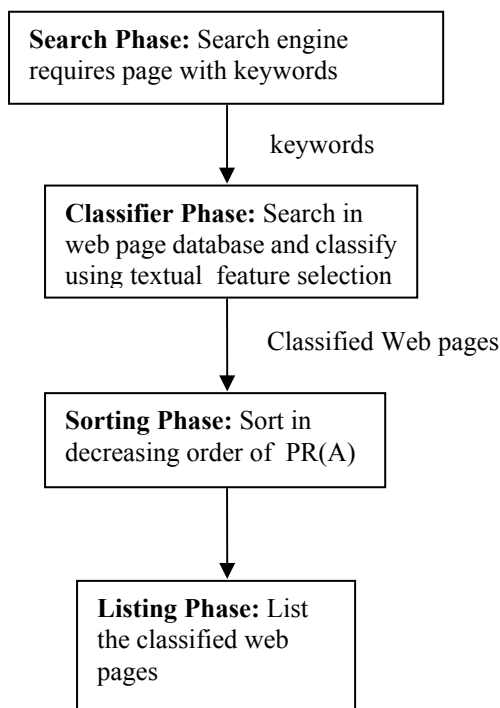 Search Phase: Search engine
requires page with keywords
keywords
Classifier Phase: Search in
web page database and classify
using textual feature selection
Classified Web pages
Sorting Phase: Sort in
decreasing order of PR(A)
Listing Phase: List
the classified web
pages